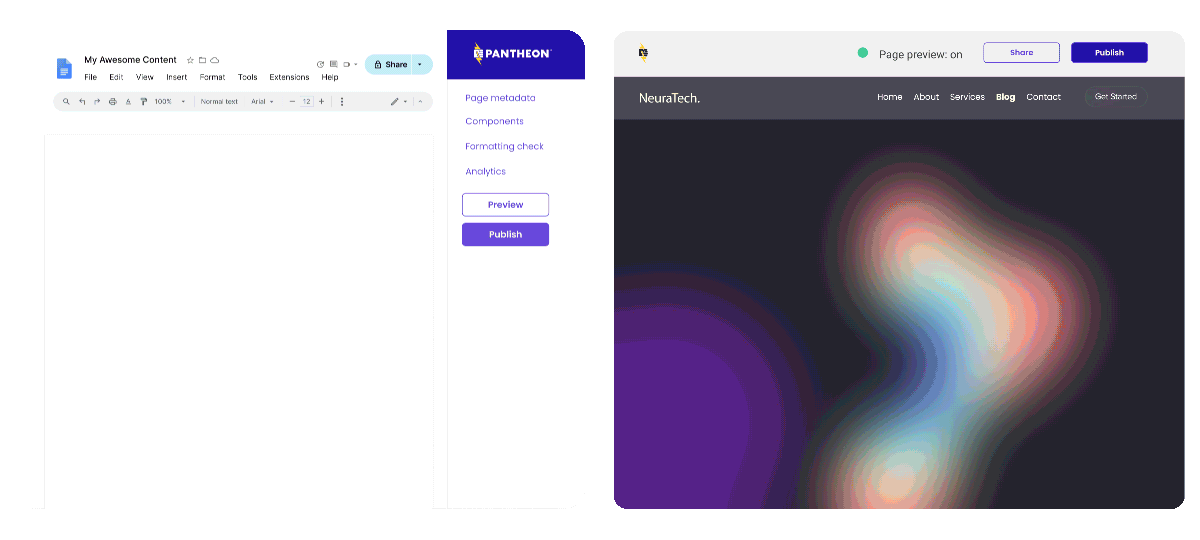 My Awesome Content
Share
File Edit View Insert Format Tools Extensions Help
100% Normal text Arial 12
PANTHEON
Page metadata
Components
Formatting check
Analytics
Preview
Publish
Page preview: on
Share
Publish
NeuraTech.
Home About Services Blog Contact Get Started